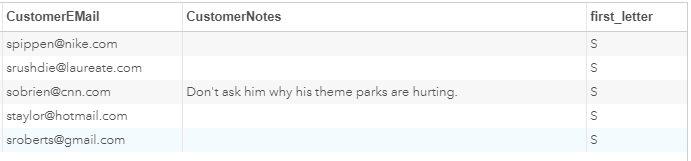 CustomerEMail CustomerNotes first_letter
spippen@nike.com S
srushdie@laureate.com S
sobrien@cnn.com Don't ask him why his theme parks are hurting. S
staylor@hotmail.com S
sroberts@gmail.com S